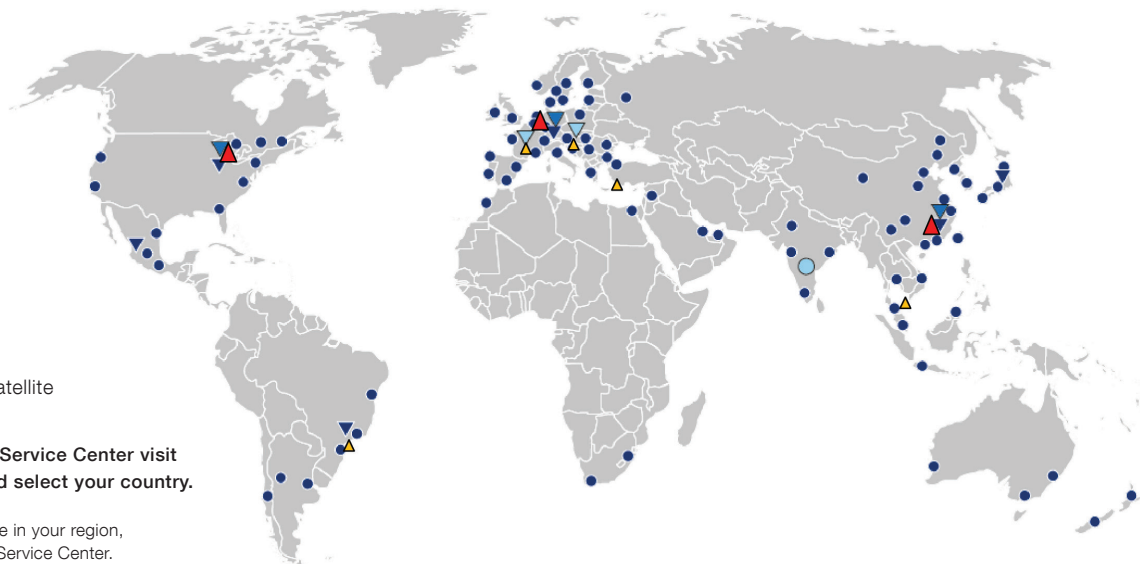 atellite
Service Center visit
d select your country.
e in your region,
Service Center.